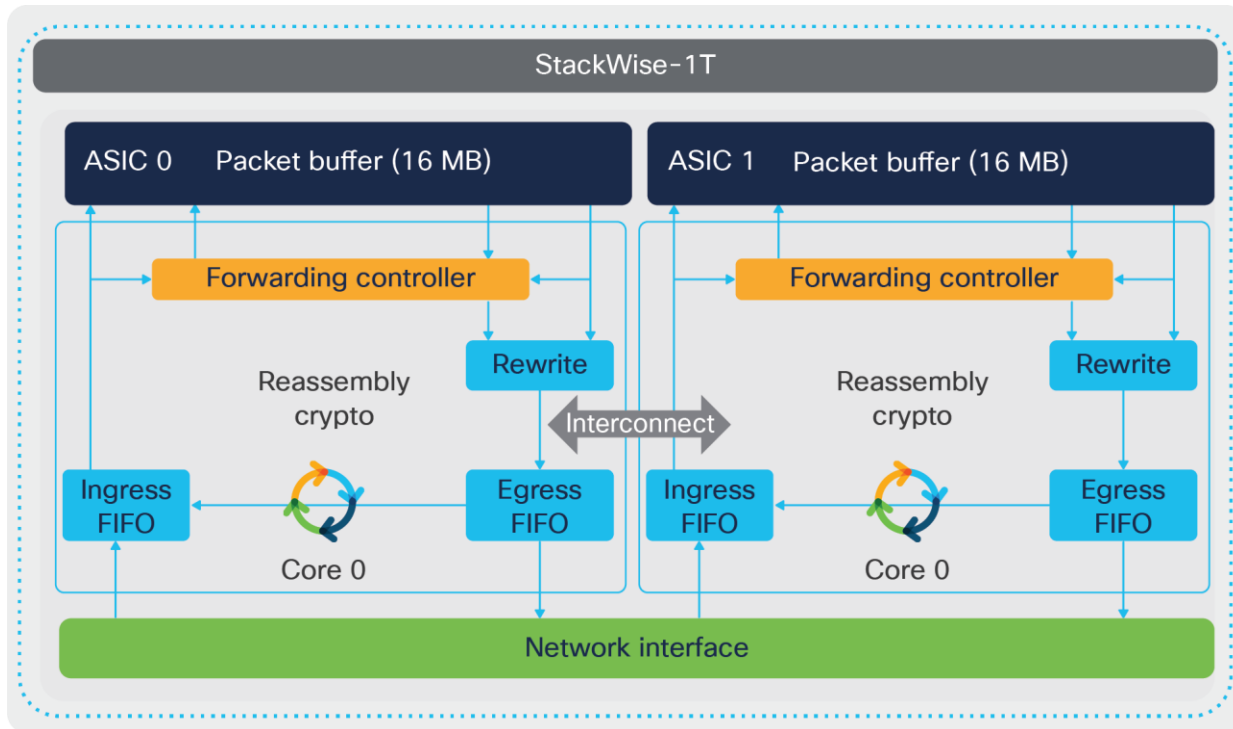 StackWise-1T
ASIC 0 Packet buffer (16 MB)
ASIC 1 Packet buffer (16 MB)
Forwarding controller
Forwarding controller
Rewrite
Rewrite
Reassembly
crypto
Reassembly
crypto
Interconnect
Ingress
FIFO
Egress
FIFO
Ingress
FIFO
Egress
FIFO
Core 0
Core 0
Network interface